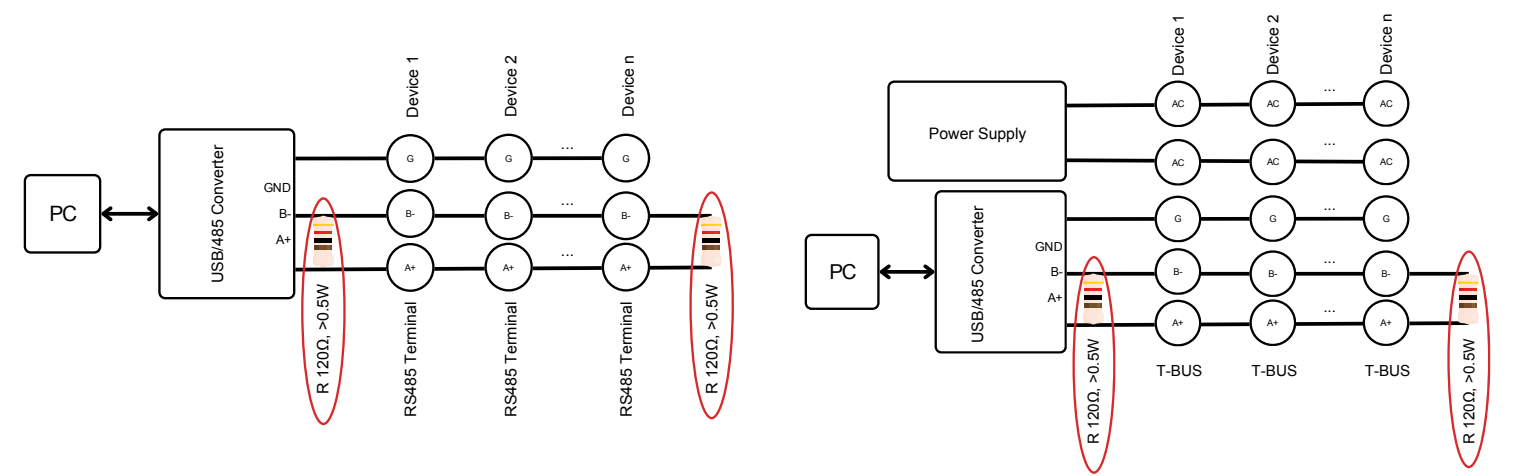 Device 1
Device 2
Device n
...
G
G
G
PC
USB/485 Converter
GND
B-
A+
...
B-
B-
B-
...
A+
A+
A+
R 120Ω, >0.5W
RS485 Terminal
RS485 Terminal
RS485 Terminal
R 120Ω, >0.5W
Device 1
Device 2
Device n
Power Supply
...
AC
AC
AC
...
AC
AC
AC
PC
USB/485 Converter
GND
B-
A+
...
G
G
G
...
B-
B-
B-
...
A+
A+
A+
R 120Ω, >0.5W
T-BUS
T-BUS
T-BUS
R 120Ω, >0.5W